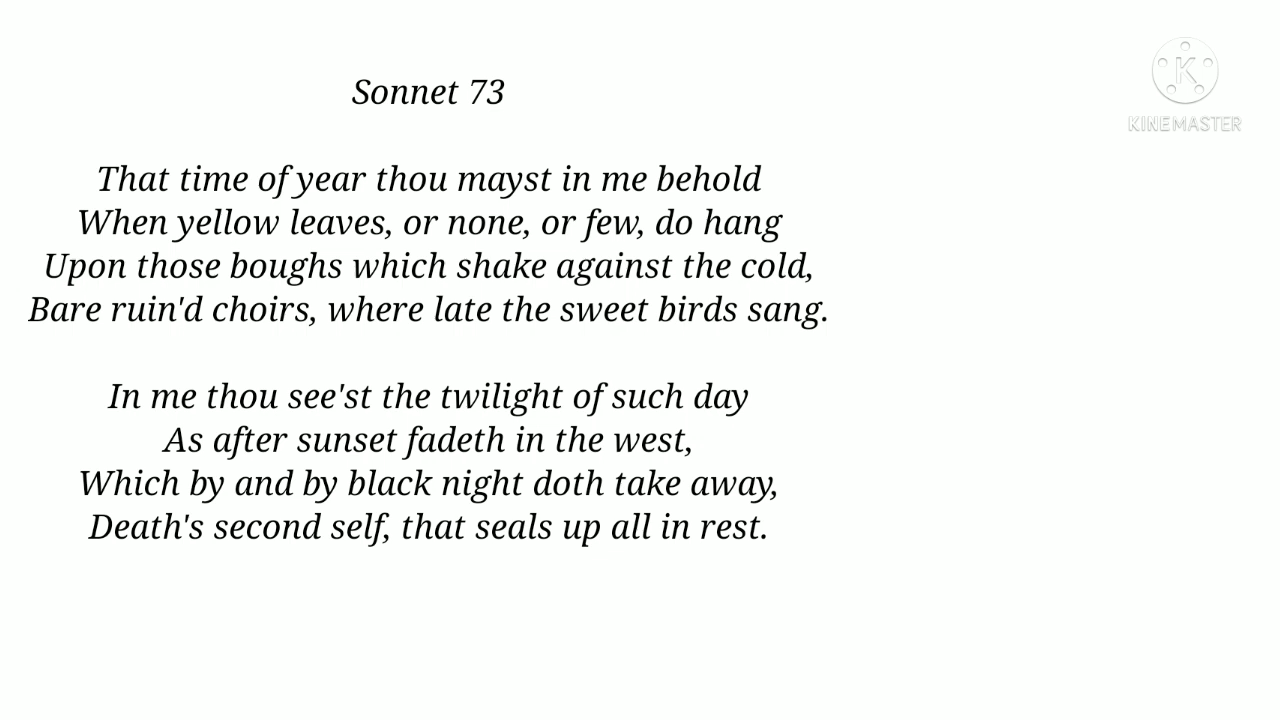 Sonnet 73
That time of year thou mayst in me behold
When yellow leaves, or none, or few, do hang
Upon those boughs which shake against the cold,
Bare ruin'd choirs, where late the sweet birds sang.
In me thou see'st the twilight of such day
As after sunset fadeth in the west,
Which by and by black night doth take away,
Death's second self, that seals up all in rest.
K
KINEMASTER